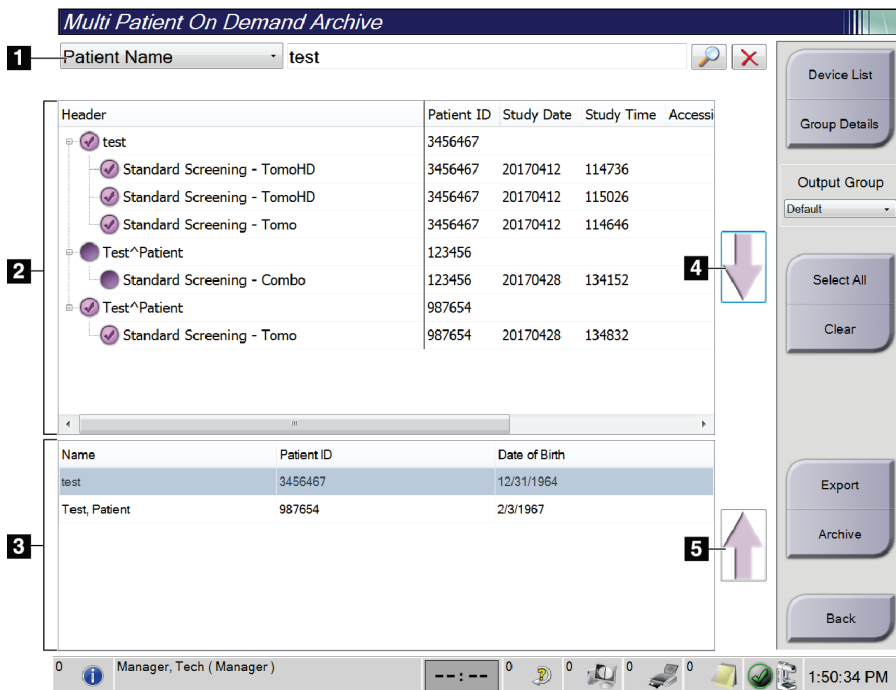 Multi Patient On Demand Archive
1 Patient Name test
Device List
Group Details
Output Group
Default
Select All
Clear
Export
Archive
Back
2
Header Patient ID Study Date Study Time Accessi
test 3456467
Standard Screening - TomoHD 3456467 20170412 114736
Standard Screening - TomoHD 3456467 20170412 115026
Standard Screening - Tomo 3456467 20170412 114646
Test^Patient 123456
Standard Screening - Combo 123456 20170428 134152
Test^Patient 987654
Standard Screening - Tomo 987654 20170428 134832
4
3
Name Patient ID Date of Birth
test 3456467 12/31/1964
Test, Patient 987654 2/3/1967
5
0 Manager, Tech ( Manager ) --:-- 0 0 0 0 1:50:34 PM